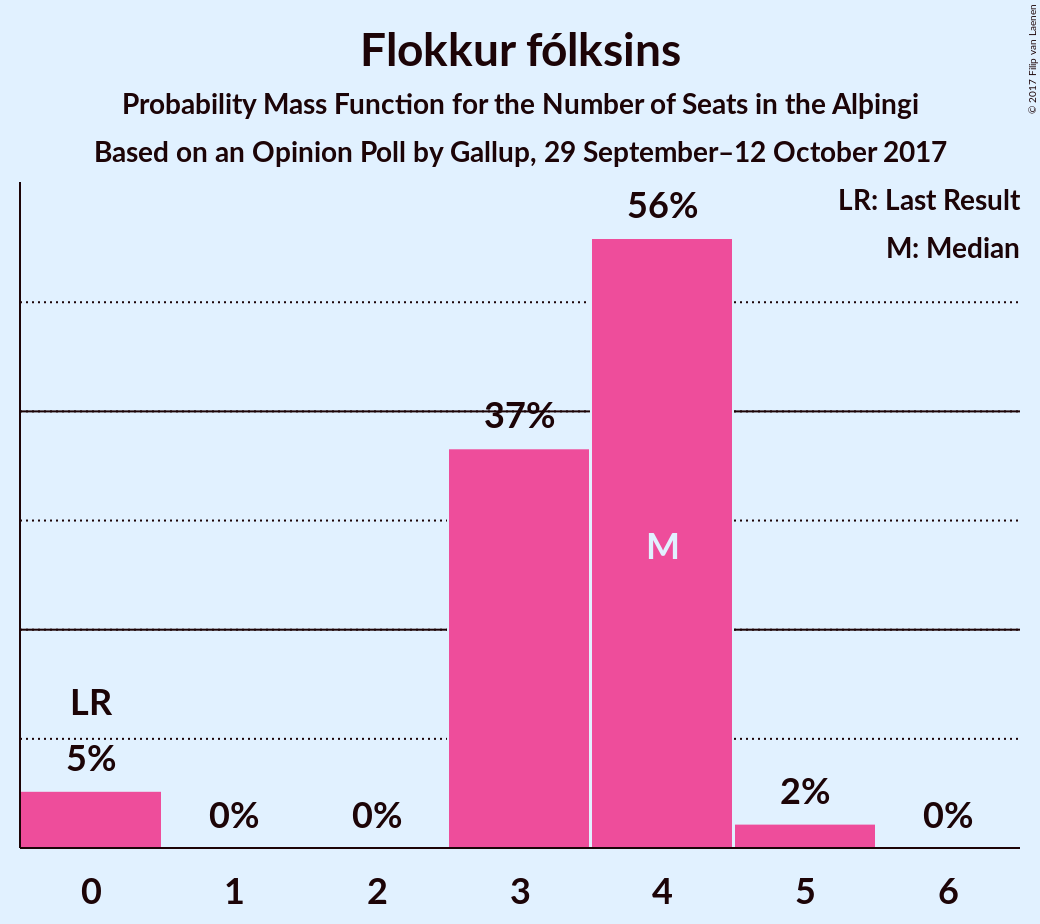 Flokkur fólksins
Probability Mass Function for the Number of Seats in the Alþingi
Based on an Opinion Poll by Gallup, 29 September–12 October 2017
© 2017 Filip van Laenen
LR: Last Result
M: Median
56%
37%
M
LR
5%
0%
0%
2%
0%
0 1 2 3 4 5 6